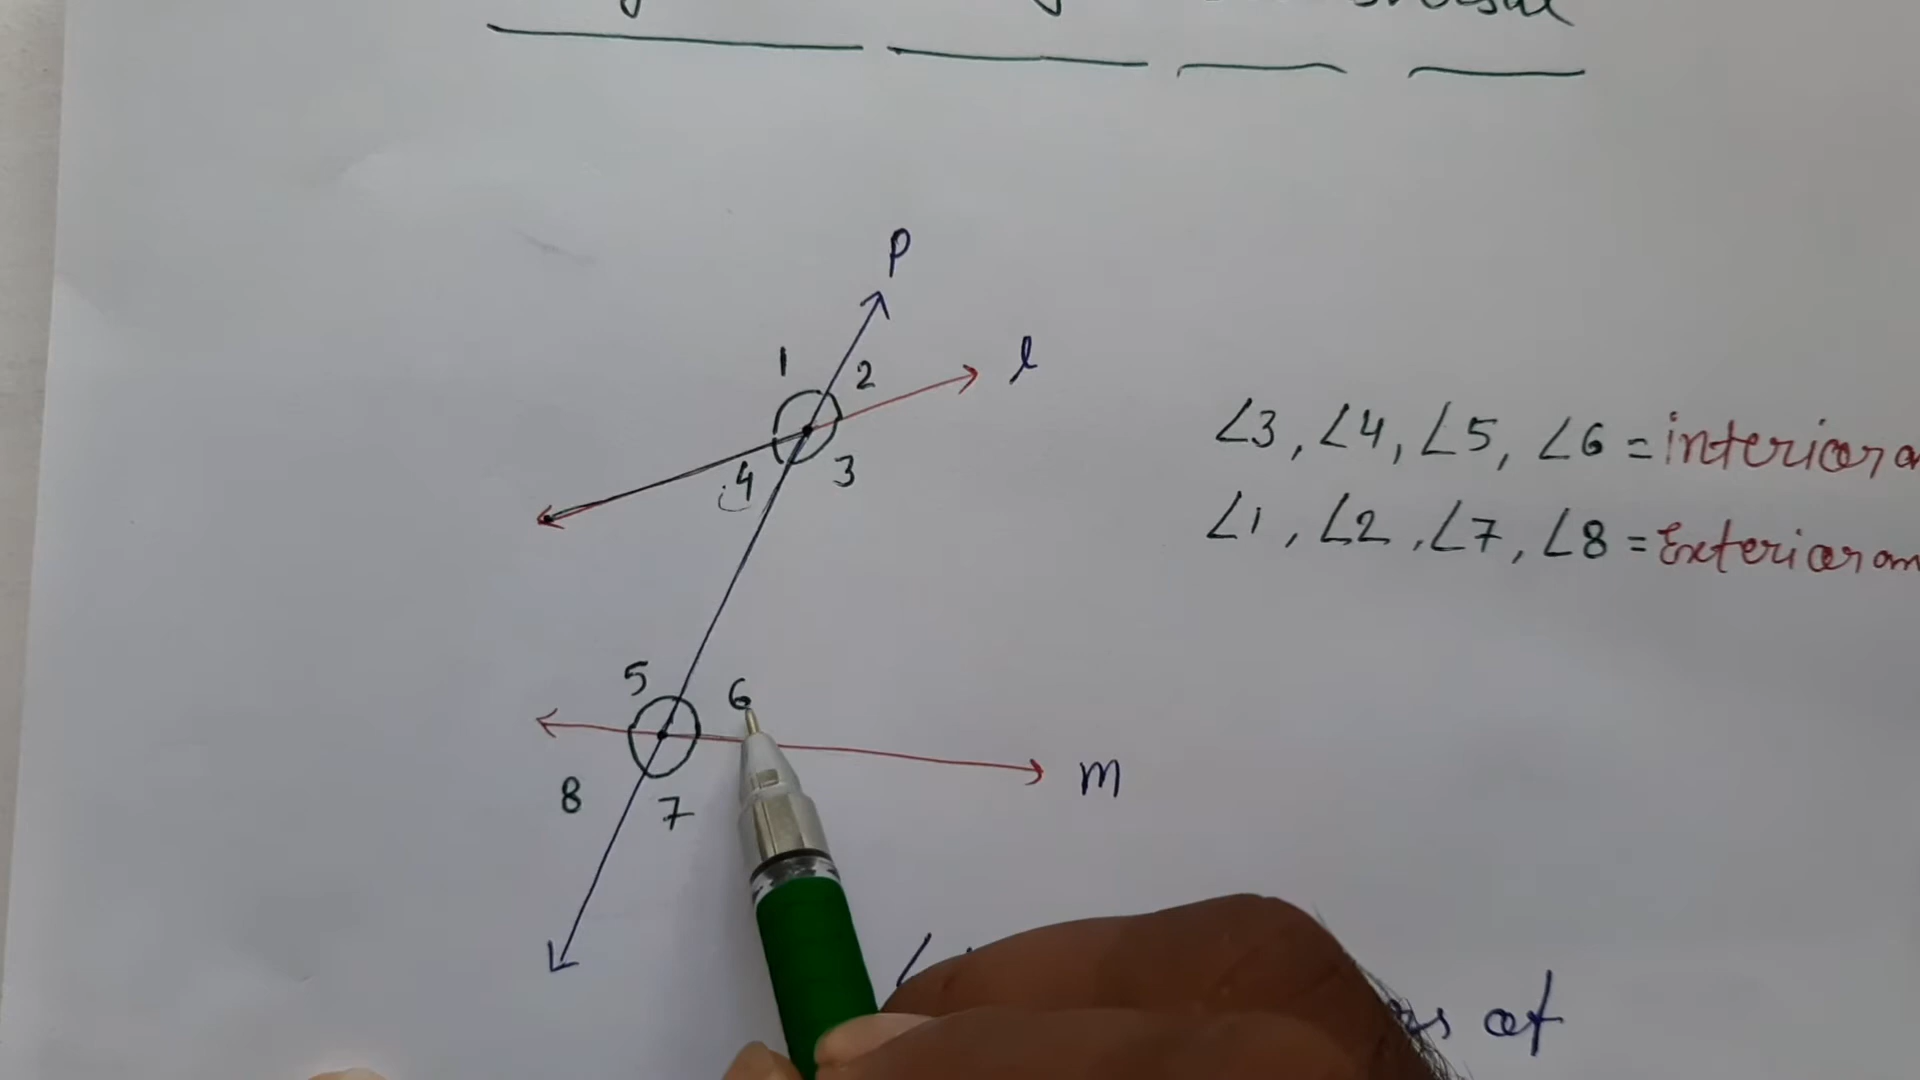 P
l
1 2
4 3
∠3, ∠4, ∠5, ∠6 = interior
∠1, ∠2, ∠7, ∠8 = Exterior
5 6
m
8 7
of